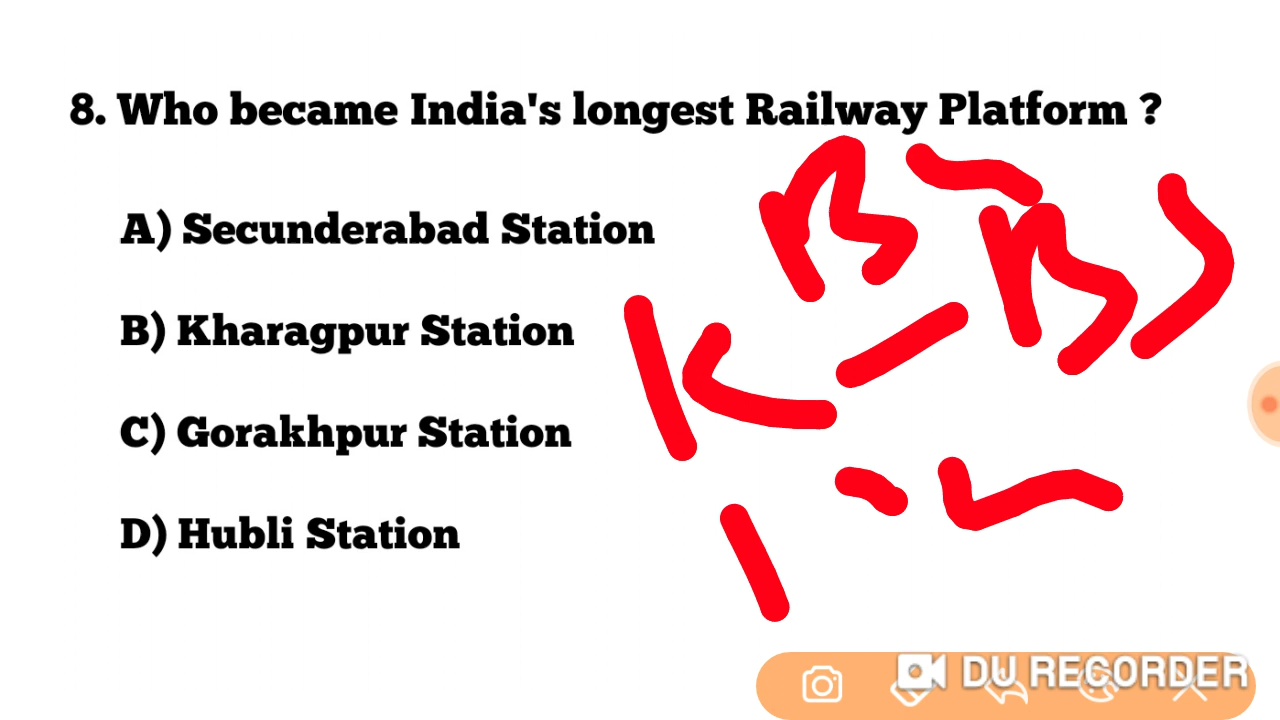 8. Who became India's longest Railway Platform ?
A) Secunderabad Station
B) Kharagpur Station
C) Gorakhpur Station
D) Hubli Station
DU RECORDER